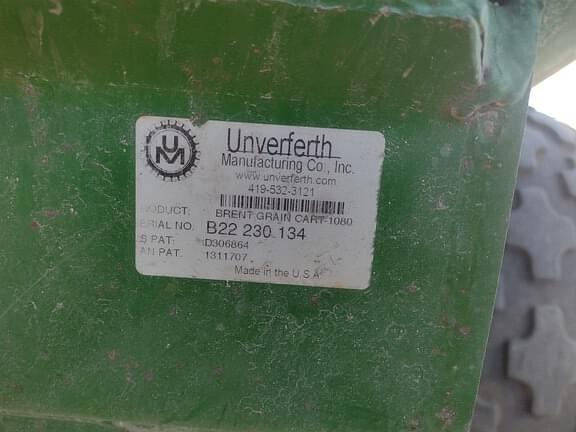 UM
Unverferth
Manufacturing Co., Inc.
www.unverferth.com
419-532-3121
RODUCT: BRENT GRAIN CART-1080
ERIAL NO. B22 230 134
S PAT: D306864
AN PAT. 1311707
Made in the U S A